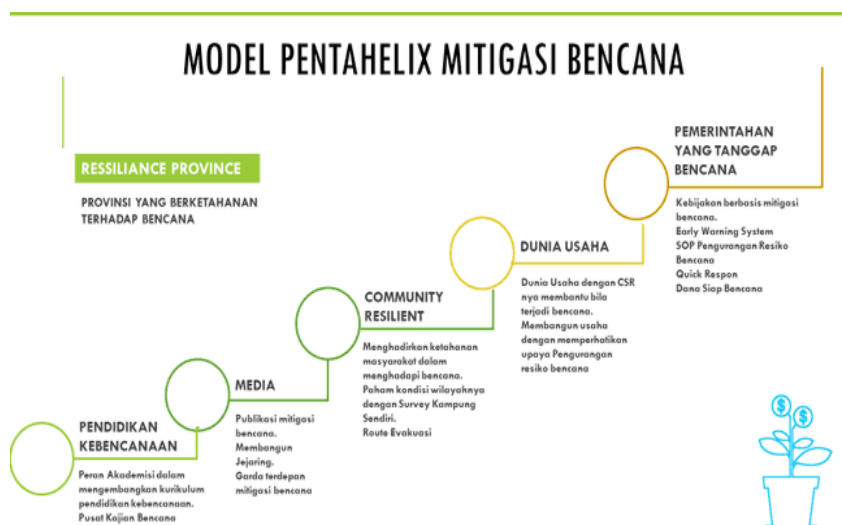 MODEL PENTAHELIX MITIGASI BENCANA
RESSILIANCE PROVINCE
PROVINSI YANG BERKETAHANAN
TERHADAP BENCANA
PEMERINTAHAN
YANG TANGGAP
BENCANA
Kebijakan berbasis mitigasi
bencana.
Early Warning System
SOP Pengurangan Resiko
Bencana
Quick Respon
Dana Siap Bencana
DUNIA USAHA
Dunia Usaha dengan CSR
nya membantu bila
terjadi bencana.
Membangun usaha
dengan memperhatikan
upaya Pengurangan
resiko bencana
COMMUNITY
RESILIENT
Menghadirkan ketahanan
masyarakat dalam
menghadapi bencana.
Paham kondisi wilayahnya
dengan Survey Kampung
Sendiri.
Route Evakuasi
MEDIA
Publikasi mitigasi
bencana.
Membangun
Jejaring.
Garda terdepan
mitigasi bencana
PENDIDIKAN
KEBENCANAAN
Peran Akademisi dalam
mengembangkan kurikulum
pendidikan kebencanaan.
Pusat Kajian Bencana
$ $